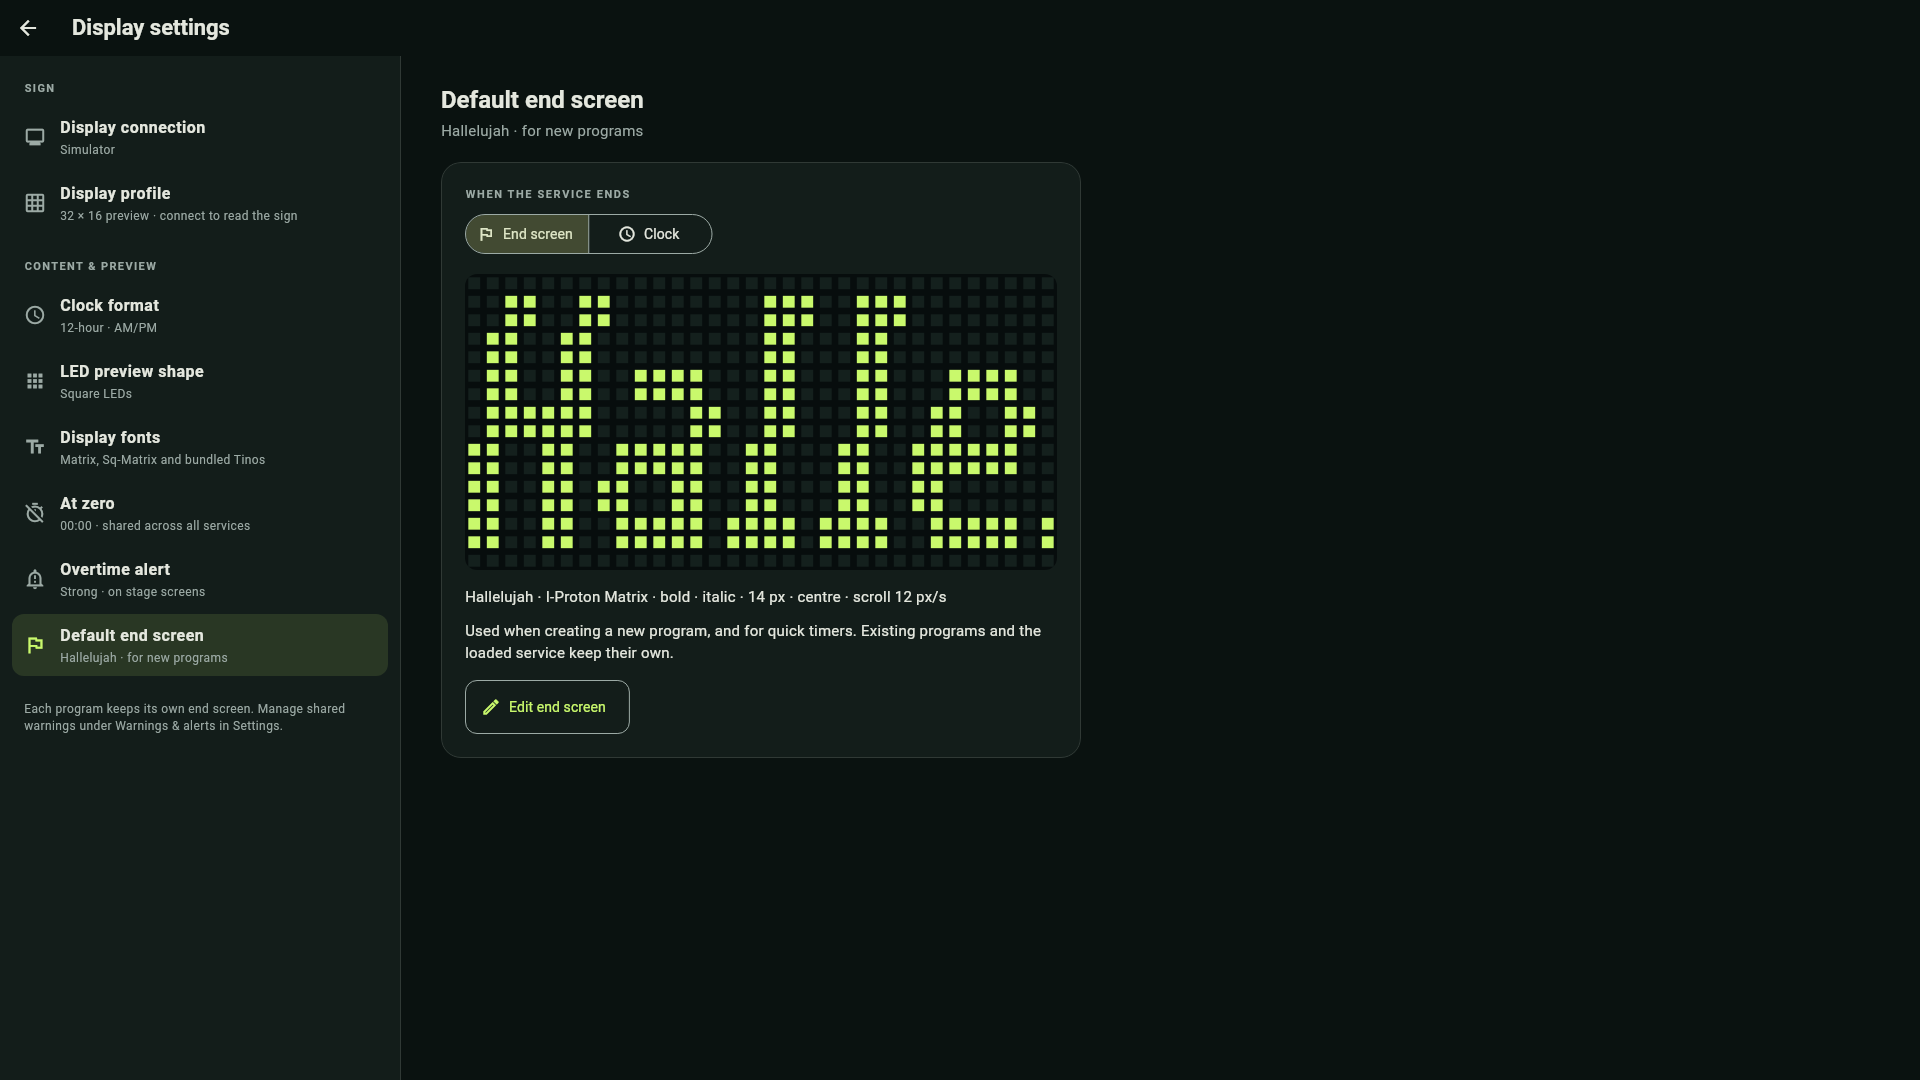 Display settings
SIGN
Display connection
Simulator
Display profile
32 × 16 preview · connect to read the sign
CONTENT & PREVIEW
Clock format
12-hour · AM/PM
LED preview shape
Square LEDs
Display fonts
Matrix, Sq-Matrix and bundled Tinos
At zero
00:00 · shared across all services
Overtime alert
Strong · on stage screens
Default end screen
Hallelujah · for new programs
Each program keeps its own end screen. Manage shared
warnings under Warnings & alerts in Settings.
Default end screen
Hallelujah · for new programs
WHEN THE SERVICE ENDS
End screen
Clock
Halle
Hallelujah · I-Proton Matrix · bold · italic · 14 px · centre · scroll 12 px/s
Used when creating a new program, and for quick timers. Existing programs and the
loaded service keep their own.
Edit end screen